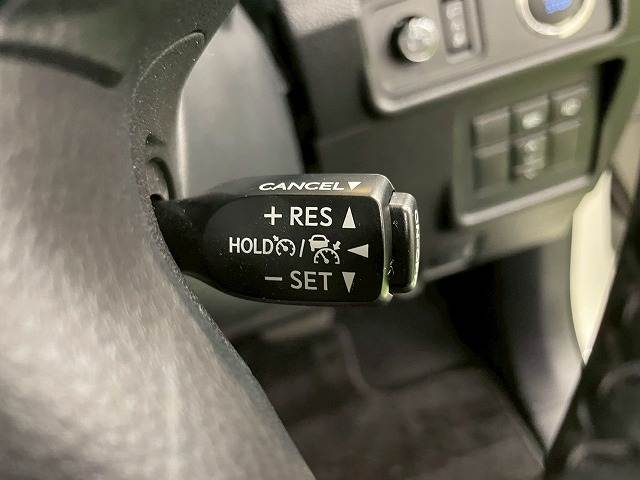 CANCEL▼
+ RES ▲
HOLD / ◀
− SET ▼